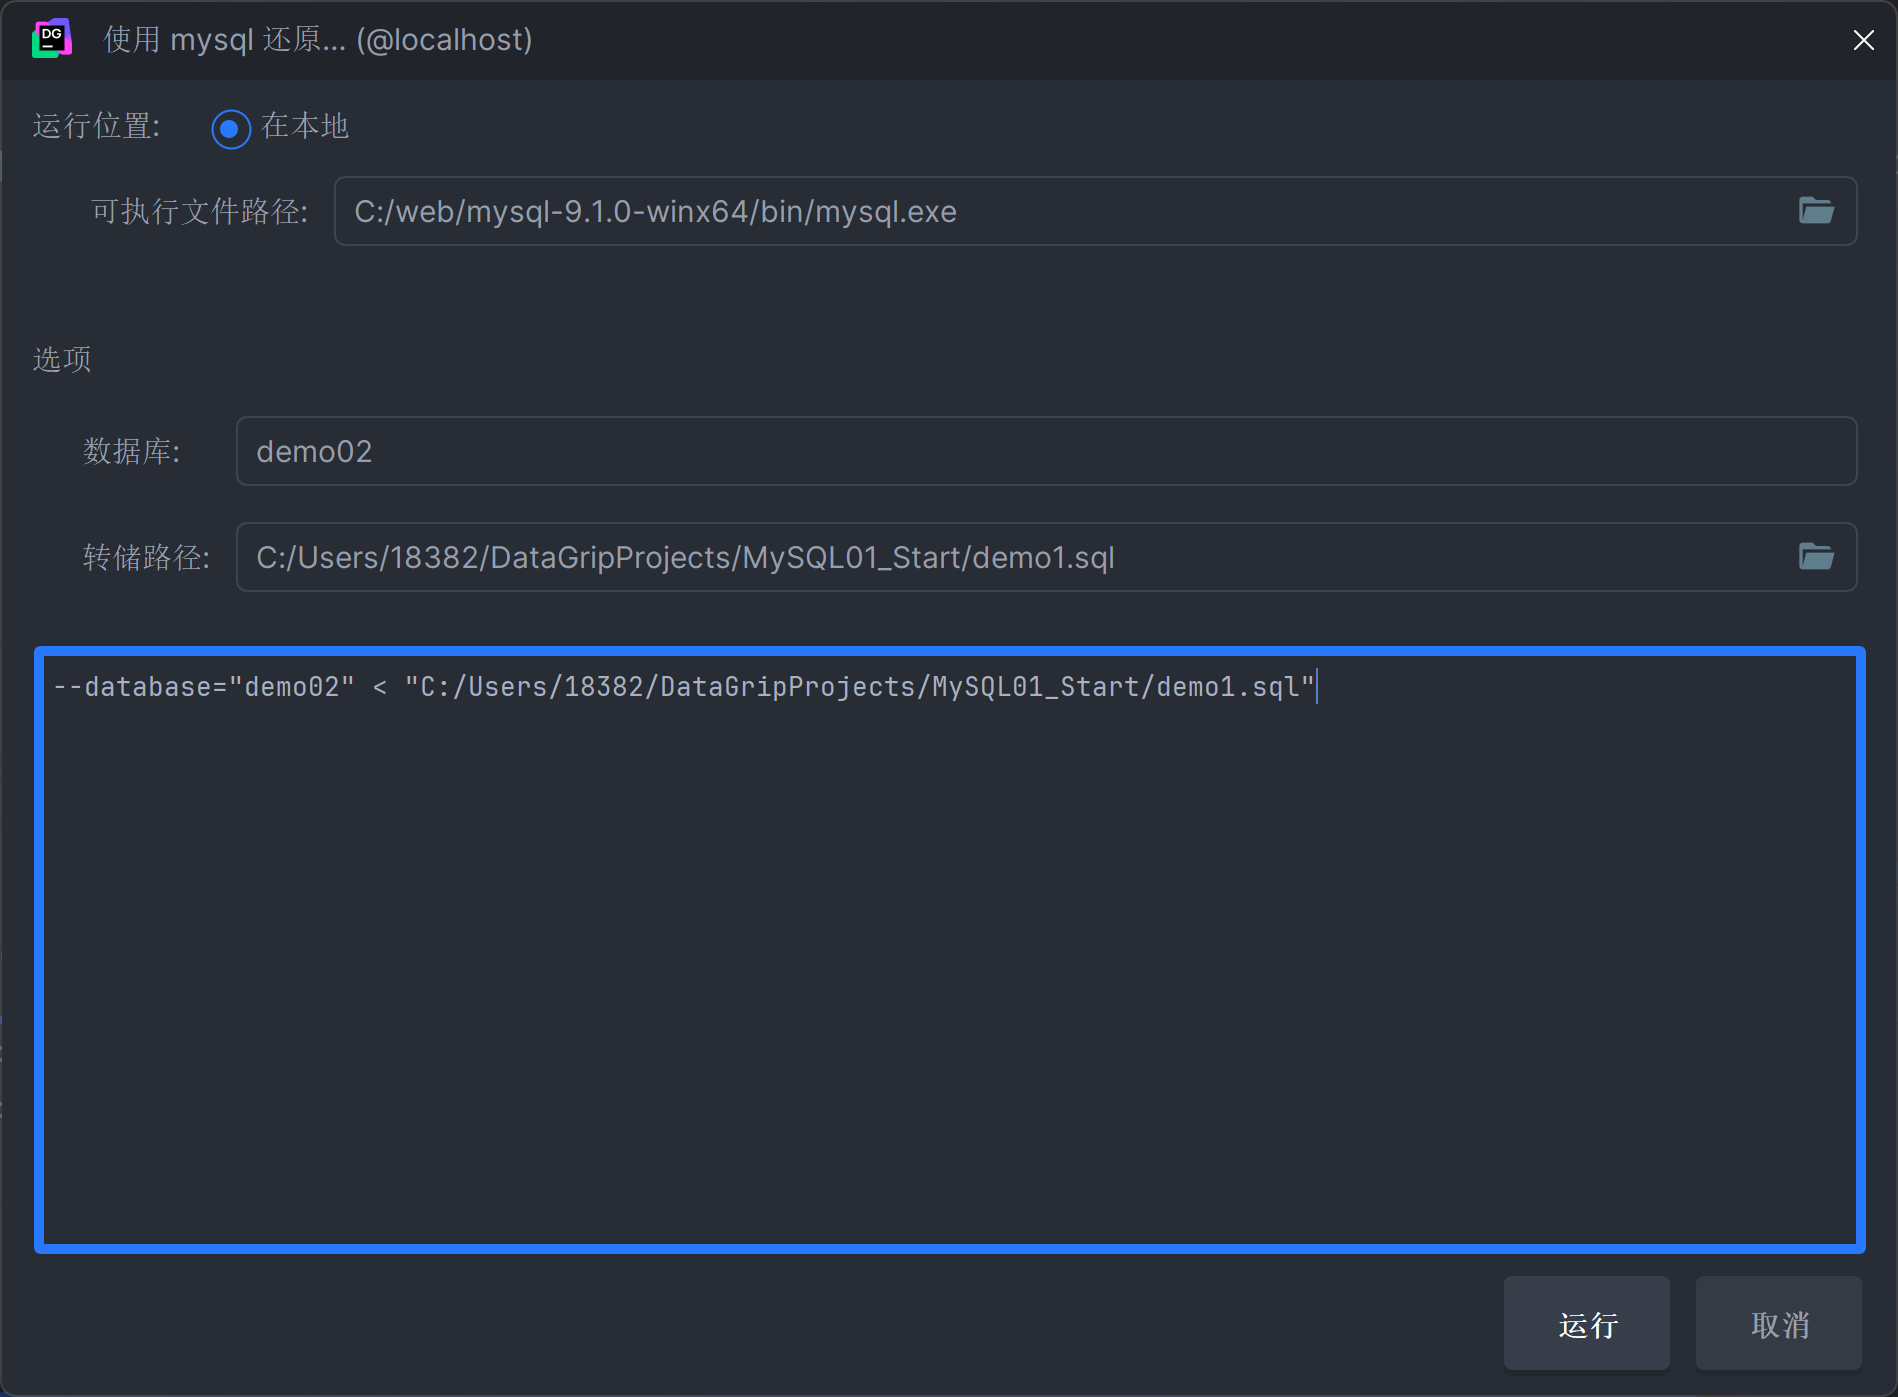 DG
使用 mysql 还原... (@localhost)
运行位置: 在本地
可执行文件路径: C:/web/mysql-9.1.0-winx64/bin/mysql.exe
选项
数据库: demo02
转储路径: C:/Users/18382/DataGripProjects/MySQL01_Start/demo1.sql
--database="demo02" < "C:/Users/18382/DataGripProjects/MySQL01_Start/demo1.sql"
运行 取消